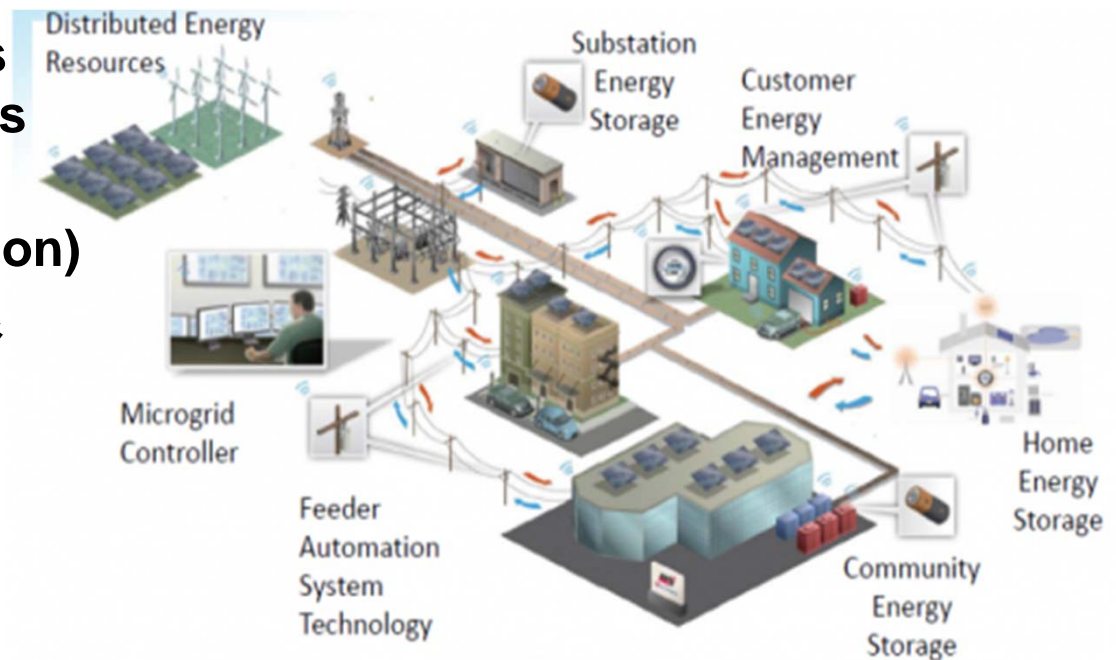 Distributed Energy
Resources
s
s
on)
Substation
Energy
Storage
Customer
Energy
Management
Microgrid
Controller
Feeder
Automation
System
Technology
Home
Energy
Storage
Community
Energy
Storage